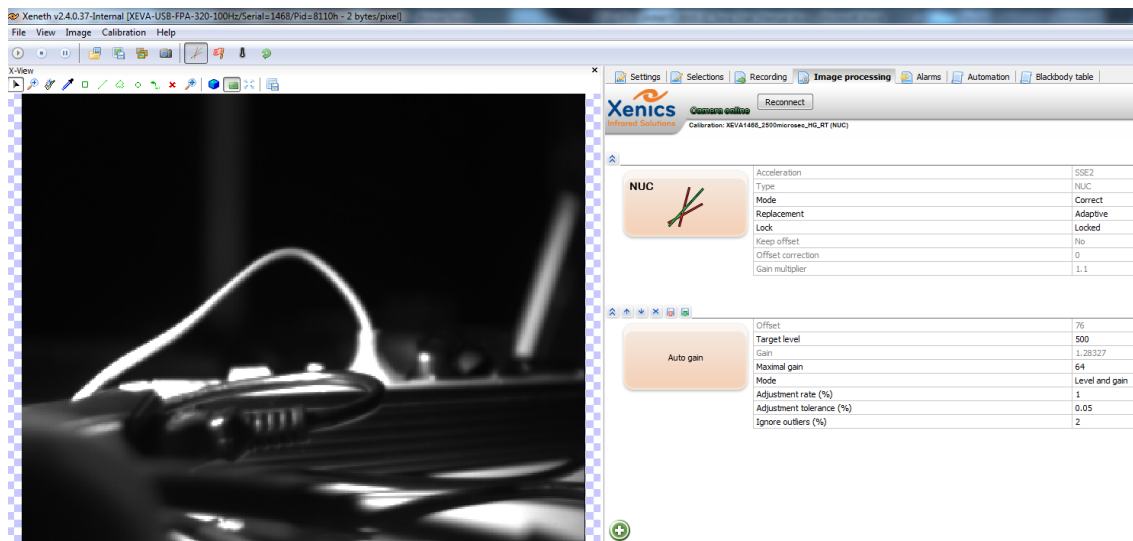 Xeneth v2.4.0.37-Internal [XEVA-USB-FPA-320-100Hz/Serial=1468/Pid=8110h - 2 bytes/pixel]
File View Image Calibration Help
X-View
Settings Selections Recording Image processing Alarms Automation Blackbody table
Xenics
Infrared Solutions
Camera online
Reconnect
Calibration: XEVA1468_2500microsec_HG_RT (NUC)
NUC
Acceleration SSE2
Type NUC
Mode Correct
Replacement Adaptive
Lock Locked
Keep offset No
Offset correction 0
Gain multiplier 1.1
Auto gain
Offset 76
Target level 500
Gain 1.28327
Maximal gain 64
Mode Level and gain
Adjustment rate (%) 1
Adjustment tolerance (%) 0.05
Ignore outliers (%) 2